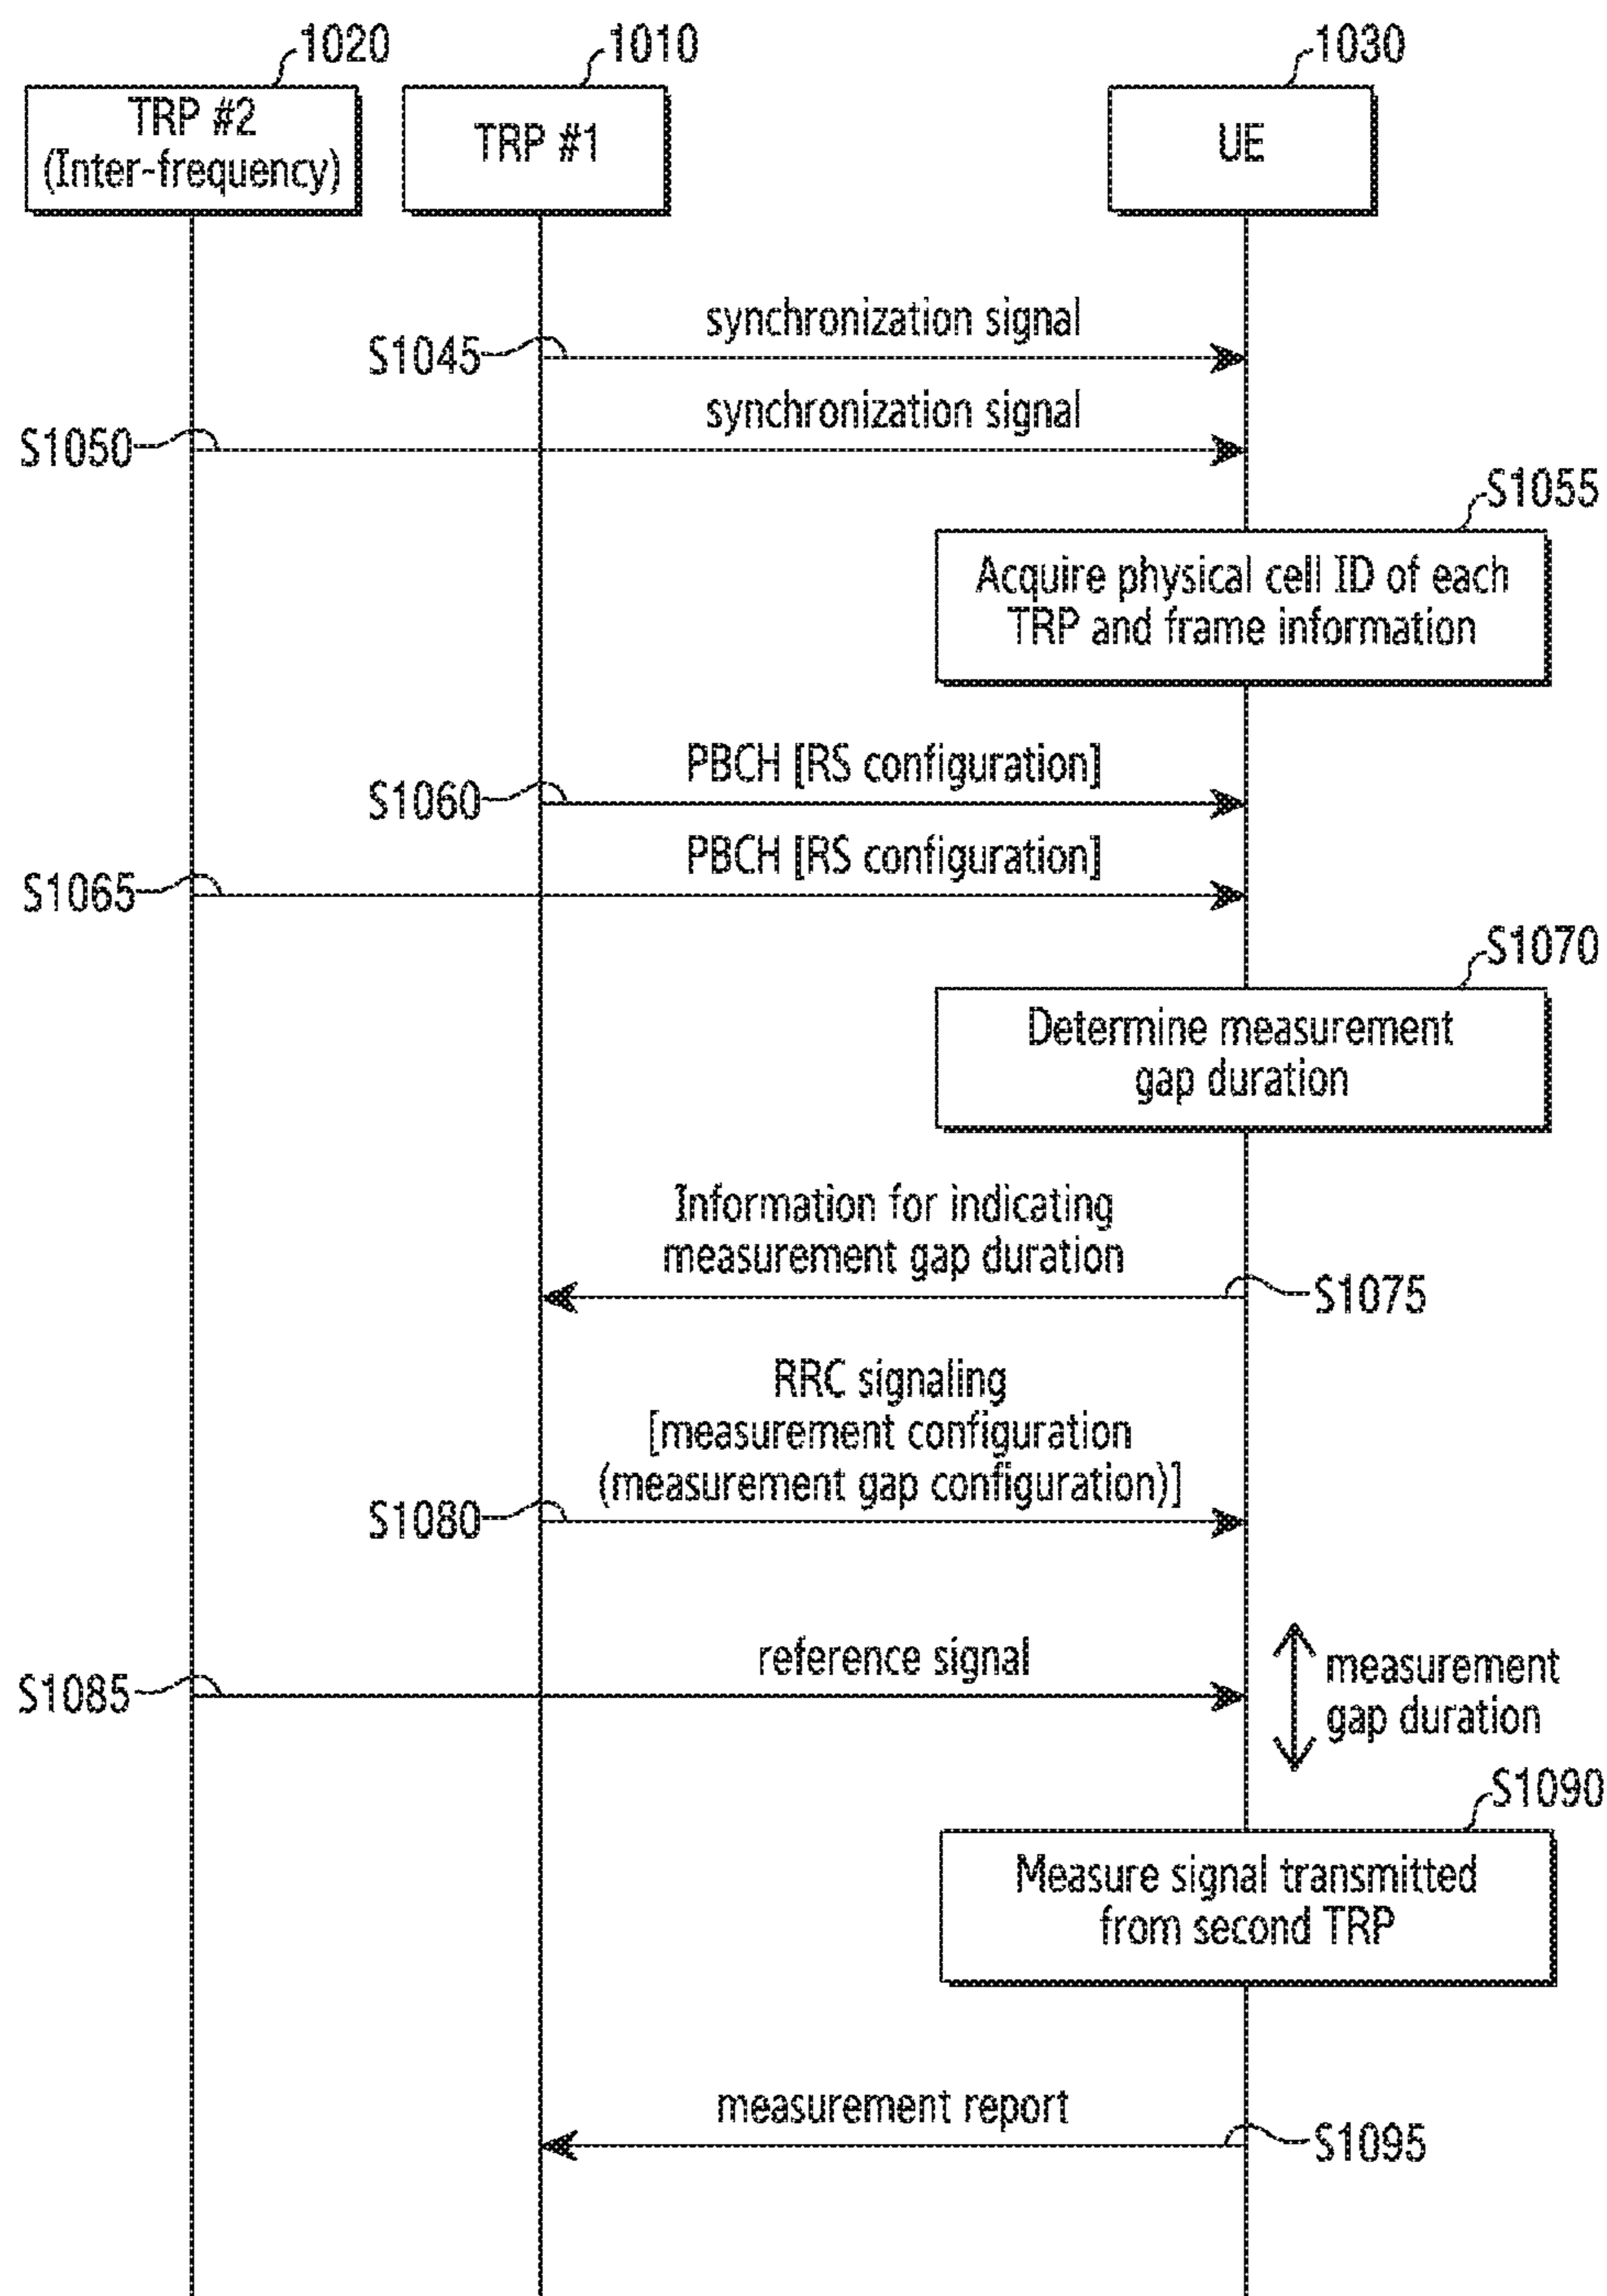 1020
1010
1030
TRP #2
(Inter-frequency)
TRP #1
UE
synchronization signal
S1045
synchronization signal
S1050
S1055
Acquire physical cell ID of each
TRP and frame information
PBCH [RS configuration]
S1060
PBCH [RS configuration]
S1065
S1070
Determine measurement
gap duration
Information for indicating
measurement gap duration
S1075
RRC signaling
[measurement configuration
(measurement gap configuration)]
S1080
reference signal
S1085
measurement
gap duration
S1090
Measure signal transmitted
from second TRP
measurement report
S1095